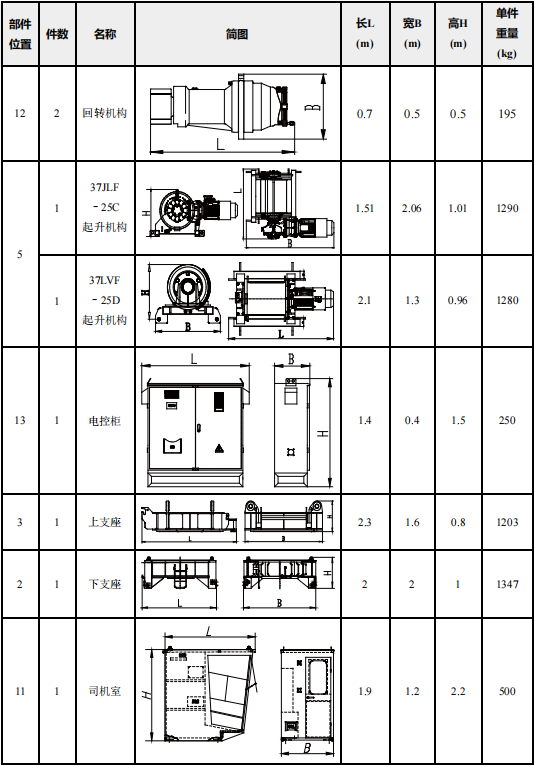 部件位置 件数 名称 简图 长L (m) 宽B (m) 高H (m) 单件重量 (kg)
12 2 回转机构 L B 0.7 0.5 0.5 195
5 1 37JLF-25C 起升机构 H L B 1.51 2.06 1.01 1290
1 37LVF-25D 起升机构 H B L 2.1 1.3 0.96 1280
13 1 电控柜 L B H 1.4 0.4 1.5 250
3 1 上支座 L B H 2.3 1.6 0.8 1203
2 1 下支座 L B H 2 2 1 1347
11 1 司机室 L H B 1.9 1.2 2.2 500